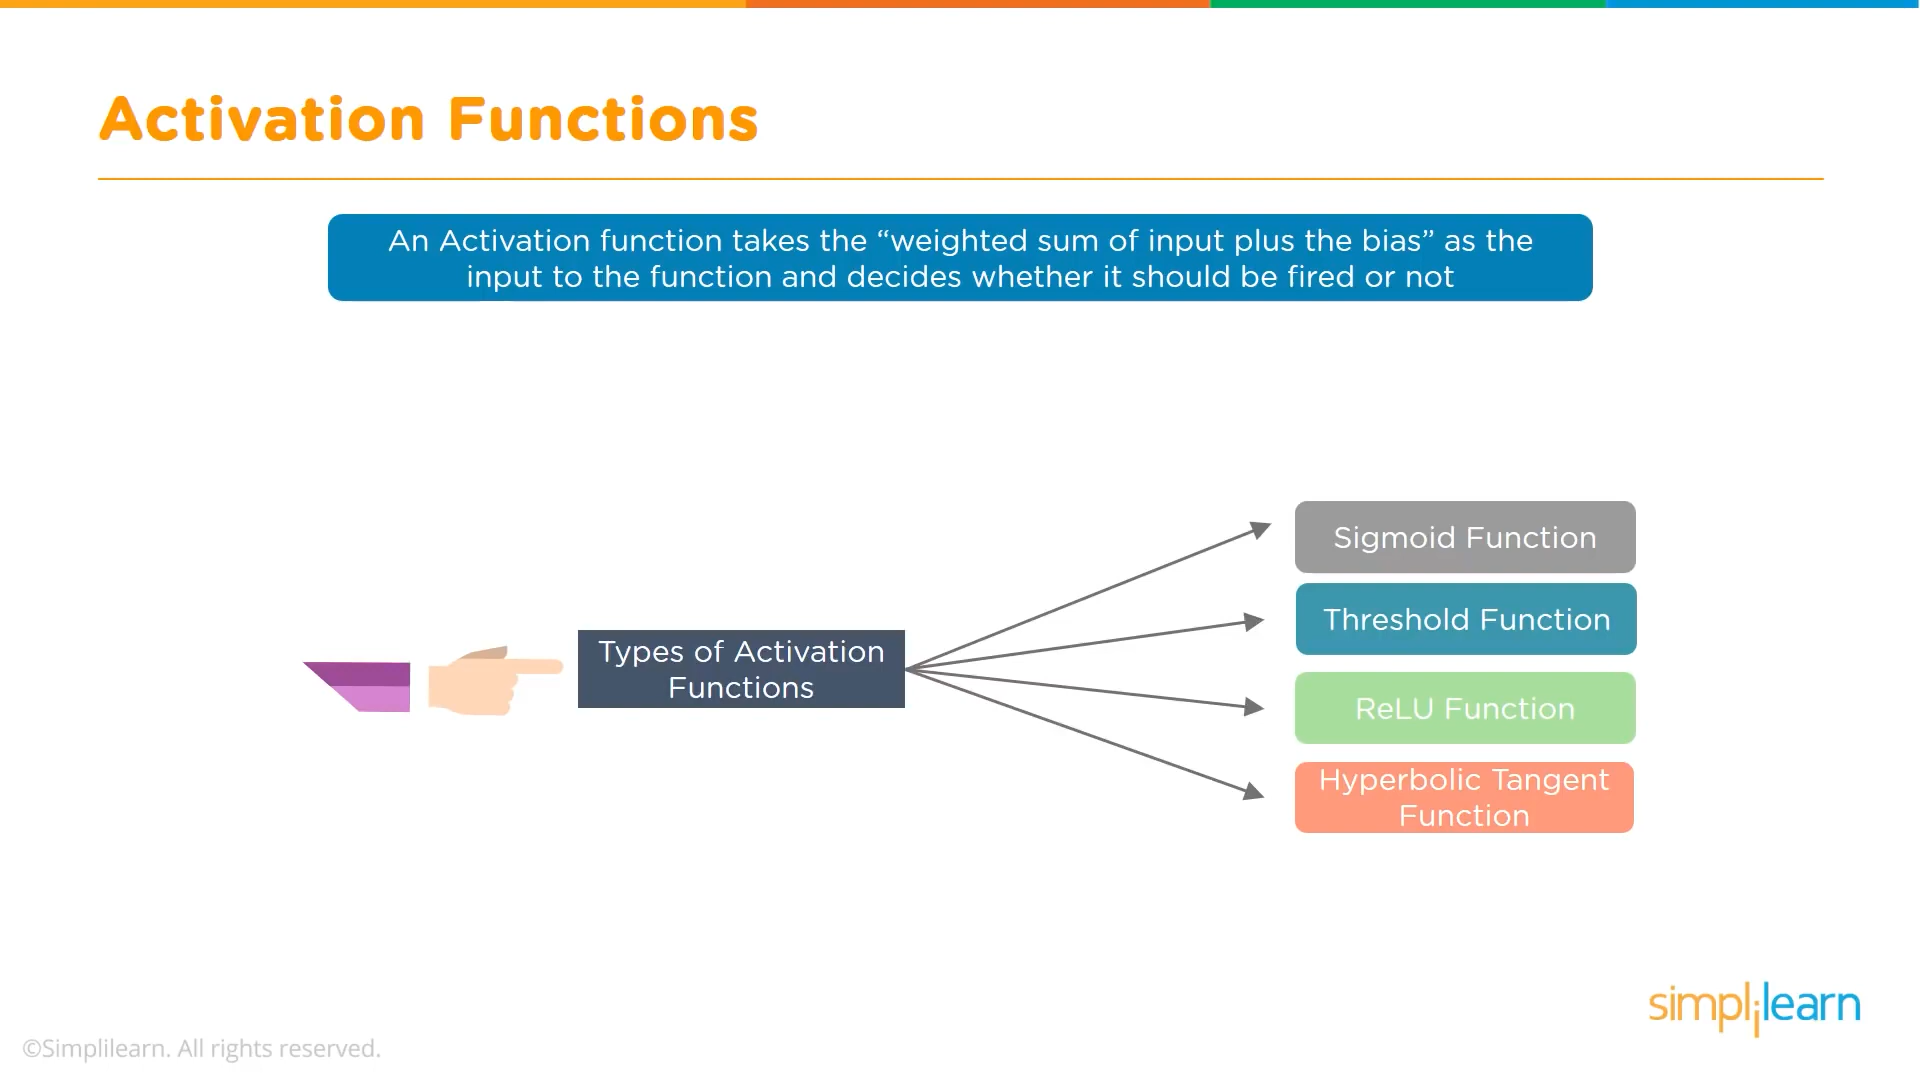 Activation Functions
An Activation function takes the “weighted sum of input plus the bias” as the
input to the function and decides whether it should be fired or not
Sigmoid Function
Threshold Function
Types of Activation
Functions
ReLU Function
Hyperbolic Tangent
Function
simplilearn
©Simplilearn. All rights reserved.